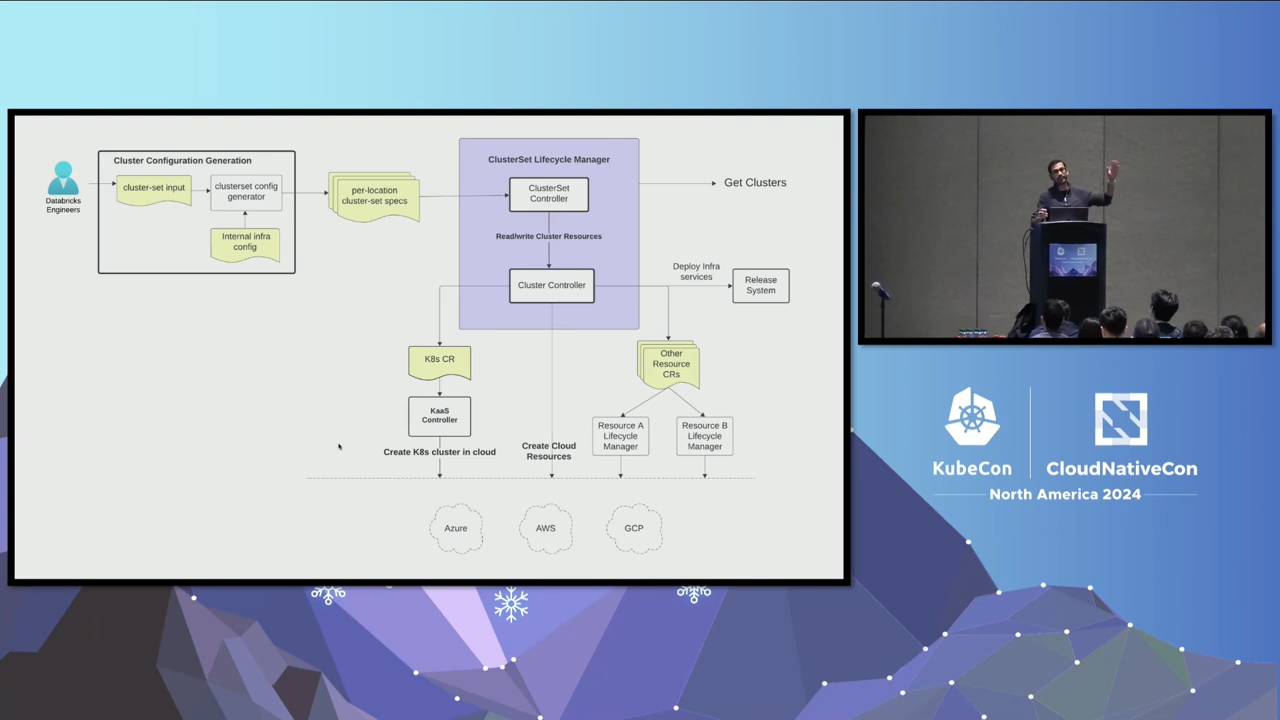 Cluster Configuration Generation
Databricks
Engineers
cluster-set input
clusterset config
generator
Internal infra
config
per-location
cluster-set specs
ClusterSet Lifecycle Manager
ClusterSet
Controller
Read/write Cluster Resources
Cluster Controller
Get Clusters
Deploy Infra
services
Release
System
K8s CR
KaaS
Controller
Create K8s cluster in cloud
Create Cloud
Resources
Other
Resource
CRs
Resource A
Lifecycle
Manager
Resource B
Lifecycle
Manager
Azure
AWS
GCP
KubeCon
CloudNativeCon
North America 2024